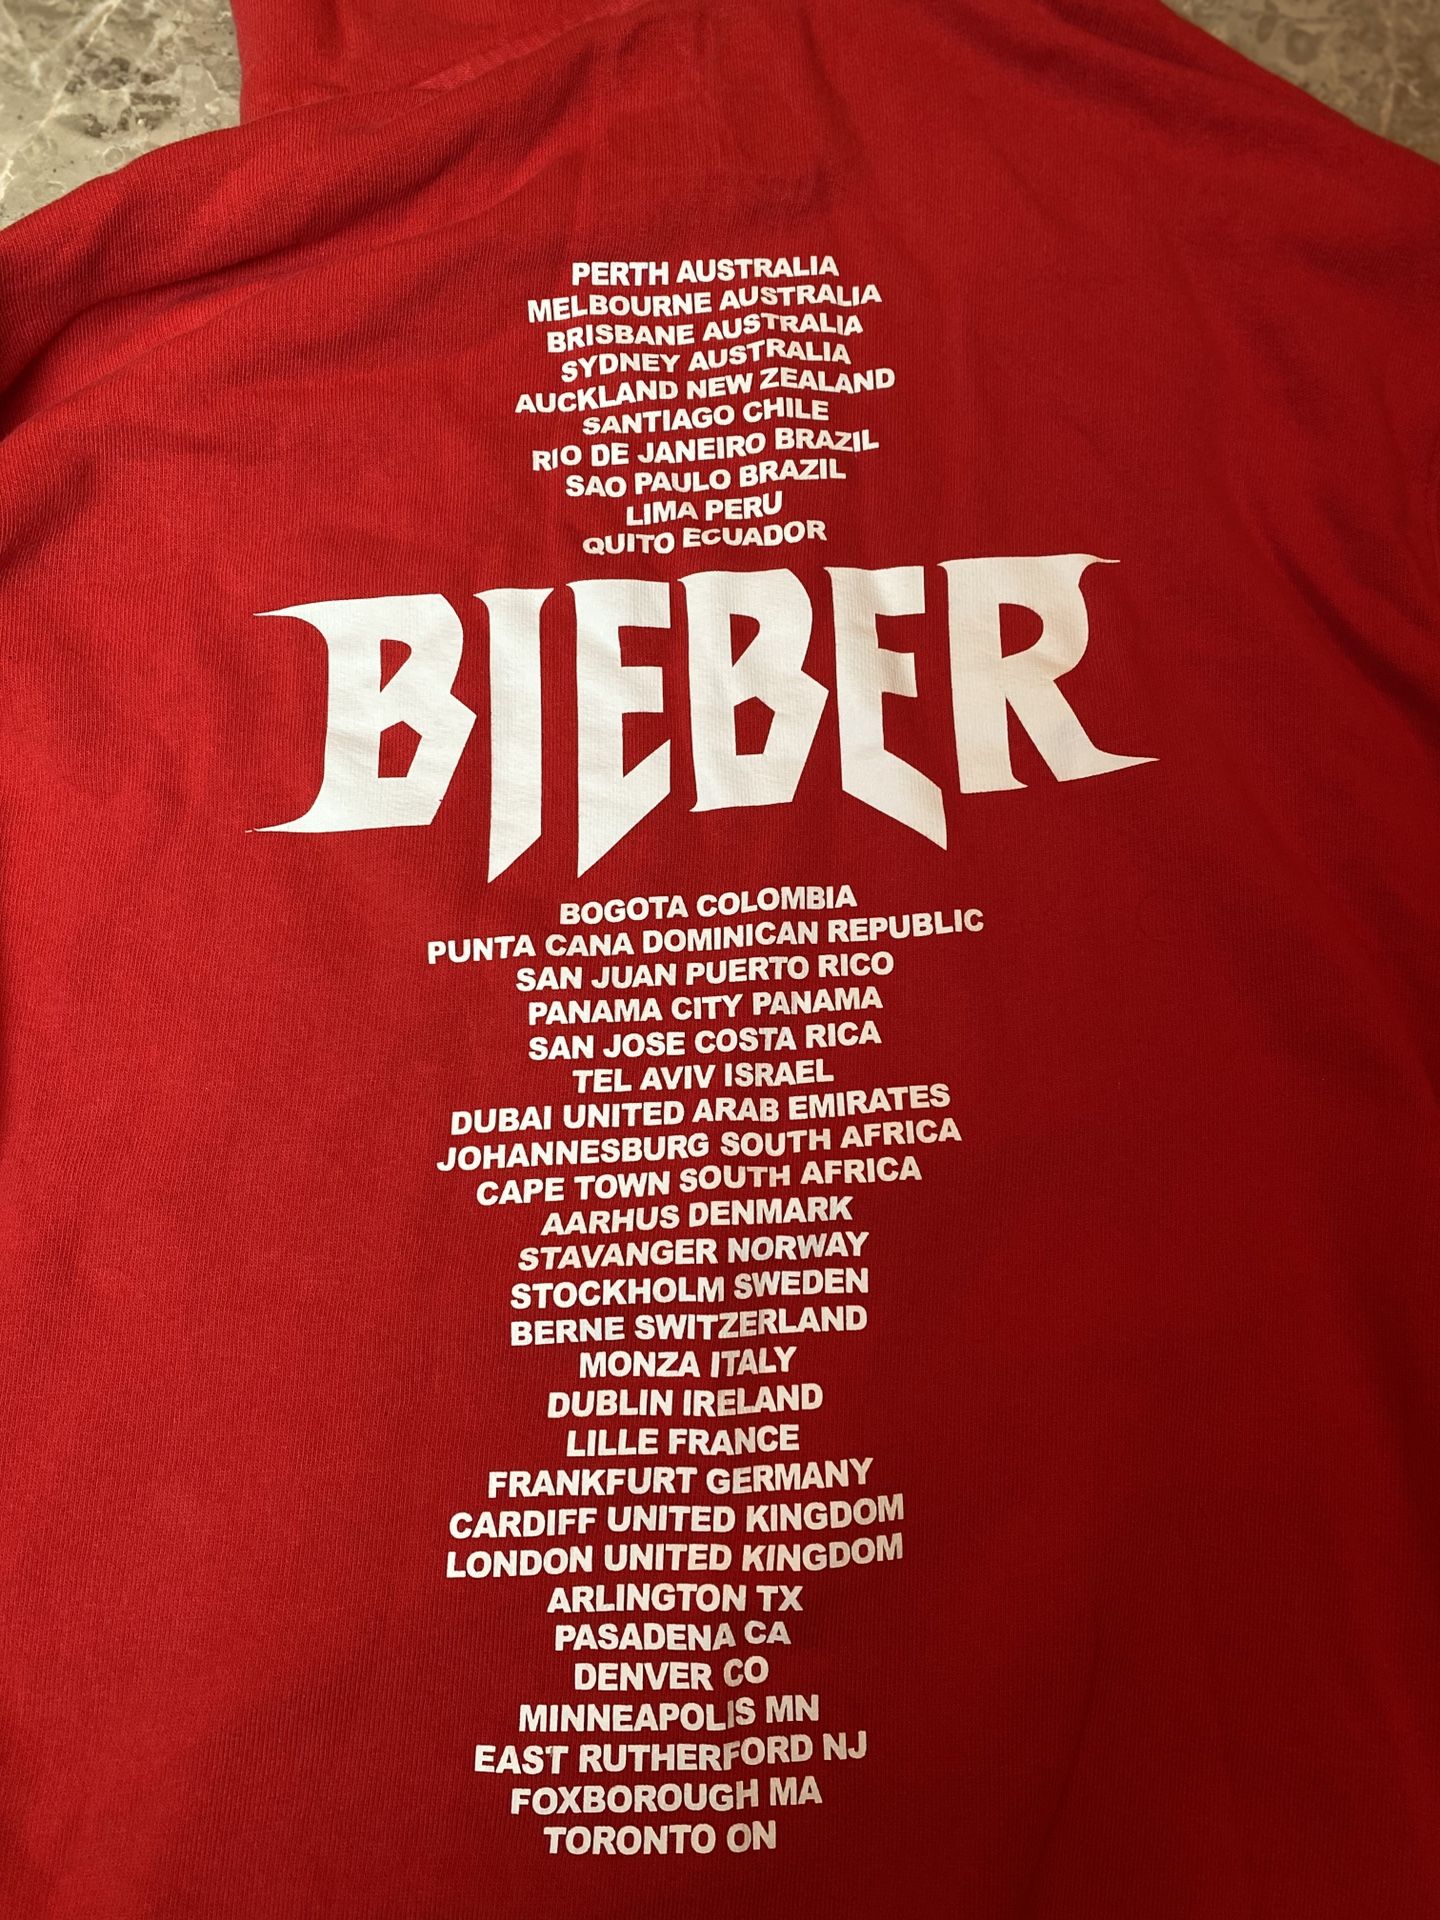 PERTH AUSTRALIA
MELBOURNE AUSTRALIA
BRISBANE AUSTRALIA
SYDNEY AUSTRALIA
AUCKLAND NEW ZEALAND
SANTIAGO CHILE
RIO DE JANEIRO BRAZIL
SAO PAULO BRAZIL
LIMA PERU
QUITO ECUADOR
BIEBER
BOGOTA COLOMBIA
PUNTA CANA DOMINICAN REPUBLIC
SAN JUAN PUERTO RICO
PANAMA CITY PANAMA
SAN JOSE COSTA RICA
TEL AVIV ISRAEL
DUBAI UNITED ARAB EMIRATES
JOHANNESBURG SOUTH AFRICA
CAPE TOWN SOUTH AFRICA
AARHUS DENMARK
STAVANGER NORWAY
STOCKHOLM SWEDEN
BERNE SWITZERLAND
MONZA ITALY
DUBLIN IRELAND
LILLE FRANCE
FRANKFURT GERMANY
CARDIFF UNITED KINGDOM
LONDON UNITED KINGDOM
ARLINGTON TX
PASADENA CA
DENVER CO
MINNEAPOLIS MN
EAST RUTHERFORD NJ
FOXBOROUGH MA
TORONTO ON